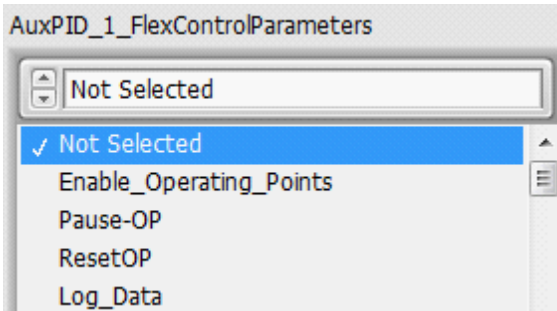 AuxPID_1_FlexControlParameters
Not Selected
✓ Not Selected
Enable_Operating_Points
Pause-OP
ResetOP
Log_Data